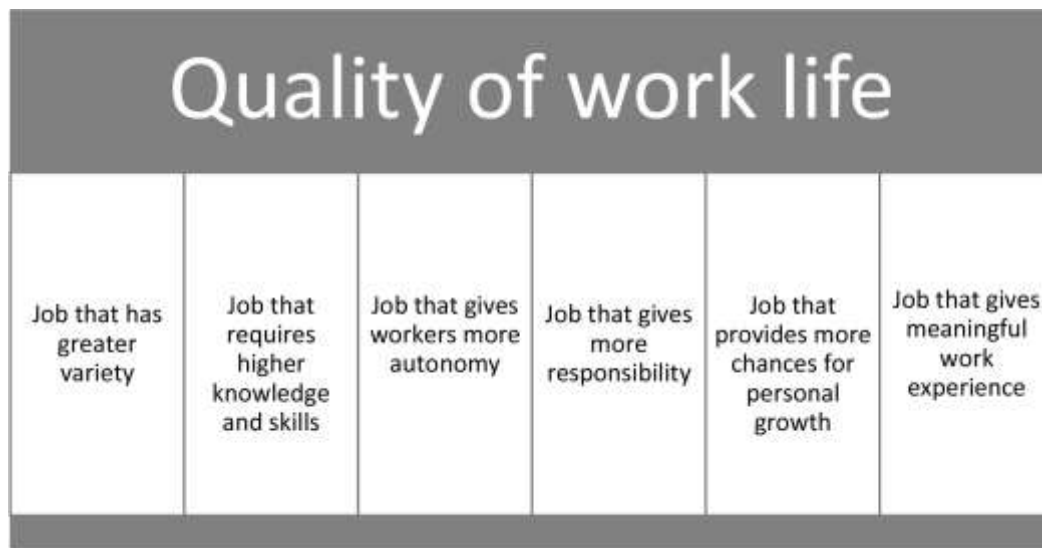 Quality of work life
Job that has
greater
variety
Job that
requires
higher
knowledge
and skills
Job that gives
workers more
autonomy
Job that gives
more
responsibility
Job that
provides more
chances for
personal
growth
Job that gives
meaningful
work
experience